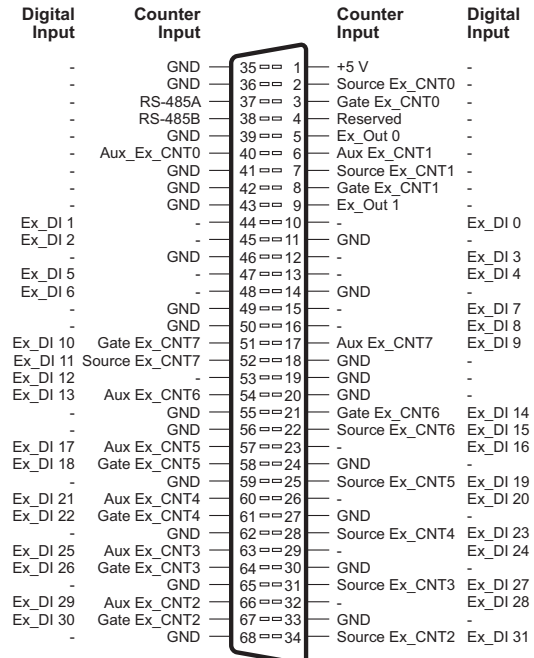 Digital Input Counter Input Counter Input Digital Input
- GND 35 1 +5 V -
- GND 36 2 Source Ex_CNT0 -
- RS-485A 37 3 Gate Ex_CNT0 -
- RS-485B 38 4 Reserved -
- GND 39 5 Ex_Out 0 -
- Aux_Ex_CNT0 40 6 Aux Ex_CNT1 -
- GND 41 7 Source Ex_CNT1 -
- GND 42 8 Gate Ex_CNT1 -
- GND 43 9 Ex_Out 1 -
Ex_DI 1 - 44 10 - Ex_DI 0
Ex_DI 2 - 45 11 GND -
- GND 46 12 - Ex_DI 3
Ex_DI 5 - 47 13 - Ex_DI 4
Ex_DI 6 - 48 14 GND -
- GND 49 15 - Ex_DI 7
- GND 50 16 - Ex_DI 8
Ex_DI 10 Gate Ex_CNT7 51 17 Aux Ex_CNT7 Ex_DI 9
Ex_DI 11 Source Ex_CNT7 52 18 GND -
Ex_DI 12 - 53 19 GND -
Ex_DI 13 Aux Ex_CNT6 54 20 GND -
- GND 55 21 Gate Ex_CNT6 Ex_DI 14
- GND 56 22 Source Ex_CNT6 Ex_DI 15
Ex_DI 17 Aux Ex_CNT5 57 23 - Ex_DI 16
Ex_DI 18 Gate Ex_CNT5 58 24 GND -
- GND 59 25 Source Ex_CNT5 Ex_DI 19
Ex_DI 21 Aux Ex_CNT4 60 26 - Ex_DI 20
Ex_DI 22 Gate Ex_CNT4 61 27 GND -
- GND 62 28 Source Ex_CNT4 Ex_DI 23
Ex_DI 25 Aux Ex_CNT3 63 29 - Ex_DI 24
Ex_DI 26 Gate Ex_CNT3 64 30 GND -
- GND 65 31 Source Ex_CNT3 Ex_DI 27
Ex_DI 29 Aux Ex_CNT2 66 32 - Ex_DI 28
Ex_DI 30 Gate Ex_CNT2 67 33 GND -
- GND 68 34 Source Ex_CNT2 Ex_DI 31